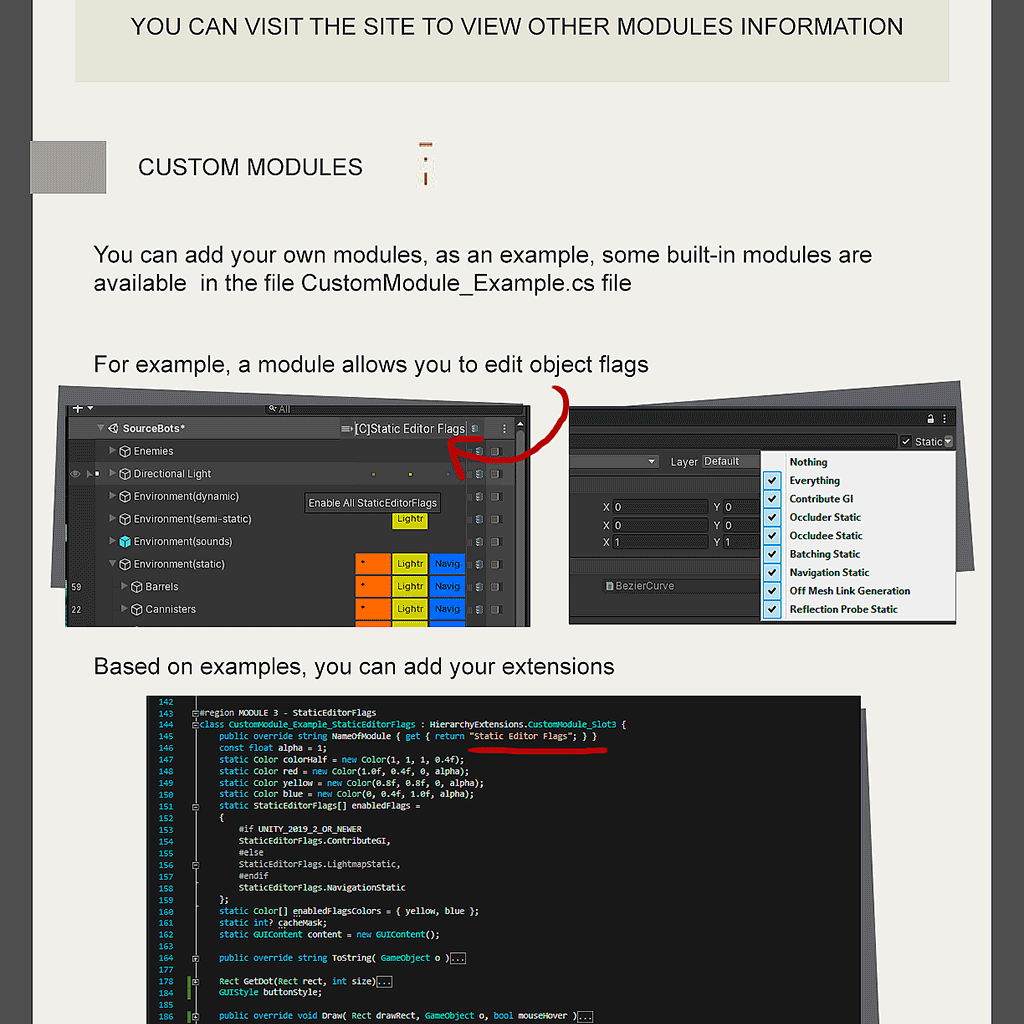 YOU CAN VISIT THE SITE TO VIEW OTHER MODULES INFORMATION
CUSTOM MODULES
You can add your own modules, as an example, some built-in modules are
available in the file CustomModule_Example.cs file
For example, a module allows you to edit object flags
All
SourceBots*
[C]Static Editor Flags
Enemies
Directional Light
Environment(dynamic)
Enable All StaticEditorFlags
Environment(semi-static)
Lightr
Environment(sounds)
Environment(static)
* Lightr Navig
59 Barrels
* Lightr Navig
22 Cannisters
* Lightr Navig
Static
Layer Default
Nothing
Everything
Contribute GI
Occluder Static
Occludee Static
Batching Static
Navigation Static
Off Mesh Link Generation
Reflection Probe Static
X 0 Y 0
X 0 Y 0
X 1 Y 1
BezierCurve
Based on examples, you can add your extensions
142
143 #region MODULE 3 - StaticEditorFlags
144 class CustomModule_Example_StaticEditorFlags : HierarchyExtensions.CustomModule_Slot3 {
145 public override string NameOfModule { get { return "Static Editor Flags"; } }
146 const float alpha = 1;
147 static Color colorHalf = new Color(1, 1, 1, 0.4f);
148 static Color red = new Color(1.0f, 0.4f, 0, alpha);
149 static Color yellow = new Color(0.8f, 0.8f, 0, alpha);
150 static Color blue = new Color(0, 0.4f, 1.0f, alpha);
151 static StaticEditorFlags[] enabledFlags =
152 {
153 #if UNITY_2019_2_OR_NEWER
154 StaticEditorFlags.ContributeGI,
155 #else
156 StaticEditorFlags.LightmapStatic,
157 #endif
158 StaticEditorFlags.NavigationStatic
159 };
160 static Color[] enabledFlagsColors = { yellow, blue };
161 static int? cacheMask;
162 static GUIContent content = new GUIContent();
163
164 public override string ToString( GameObject o )...
177
178 Rect GetDot(Rect rect, int size)...
184 GUIStyle buttonStyle;
185
186 public override void Draw( Rect drawRect, GameObject o, bool mouseHover )...